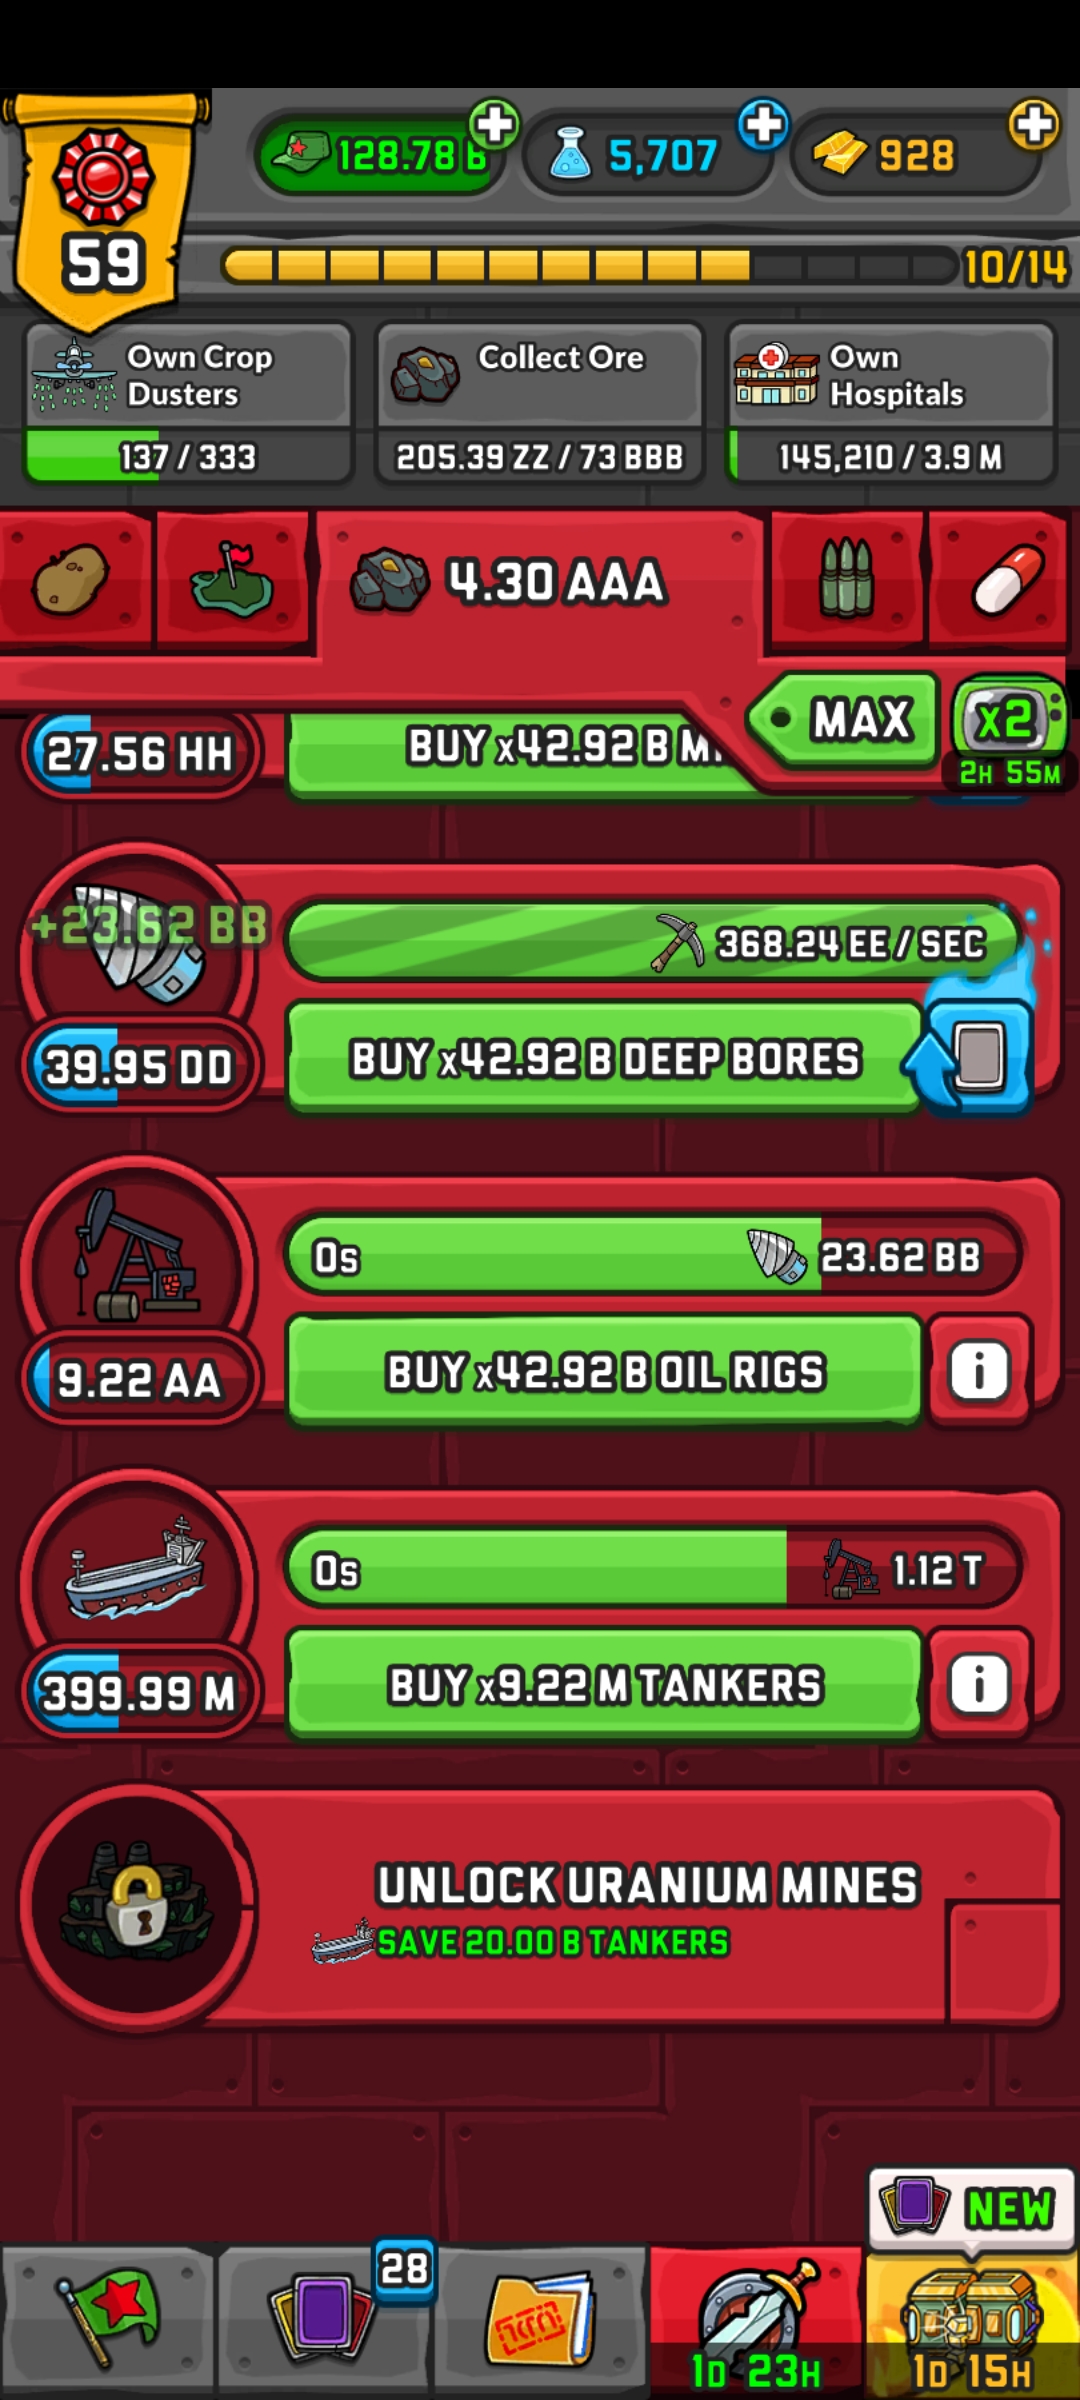 128.78 B
5,707
928
59
10/14
Own Crop
Dusters
137 / 333
Collect Ore
205.39 ZZ / 73 BBB
Own
Hospitals
145,210 / 3.9 M
4.30 AAA
MAX
x2
2H 55M
27.56 HH
BUY x42.92 B
+23.62 BB
368.24 EE / SEC
39.95 DD
BUY x42.92 B DEEP BORES
0s
23.62 BB
9.22 AA
BUY x42.92 B OIL RIGS
i
0s
1.12 T
399.99 M
BUY x9.22 M TANKERS
i
UNLOCK URANIUM MINES
SAVE 20.00 B TANKERS
NEW
28
1D 23H
1D 15H